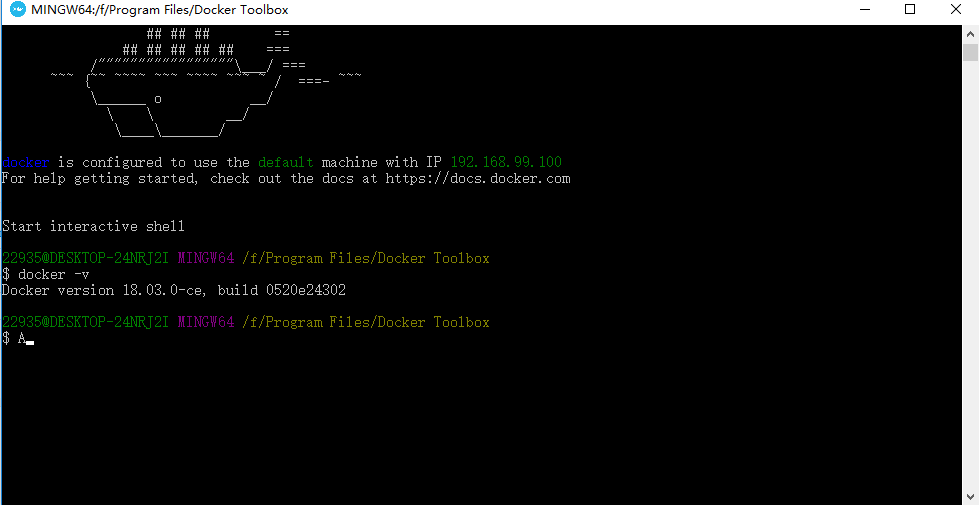 MINGW64:/f/Program Files/Docker Toolbox
## ## ##        ==
## ## ## ## ##    ===
/"""""""""""""""""\___/ ===
~~~ {~~ ~~~~ ~~~ ~~~~ ~~~ ~ /  ===- ~~~
\______ o           __/
\    \         __/
\____\_______/
docker is configured to use the default machine with IP 192.168.99.100
For help getting started, check out the docs at https://docs.docker.com
Start interactive shell
22935@DESKTOP-24NRJ2I MINGW64 /f/Program Files/Docker Toolbox
$ docker -v
Docker version 18.03.0-ce, build 0520e24302
22935@DESKTOP-24NRJ2I MINGW64 /f/Program Files/Docker Toolbox
$ A